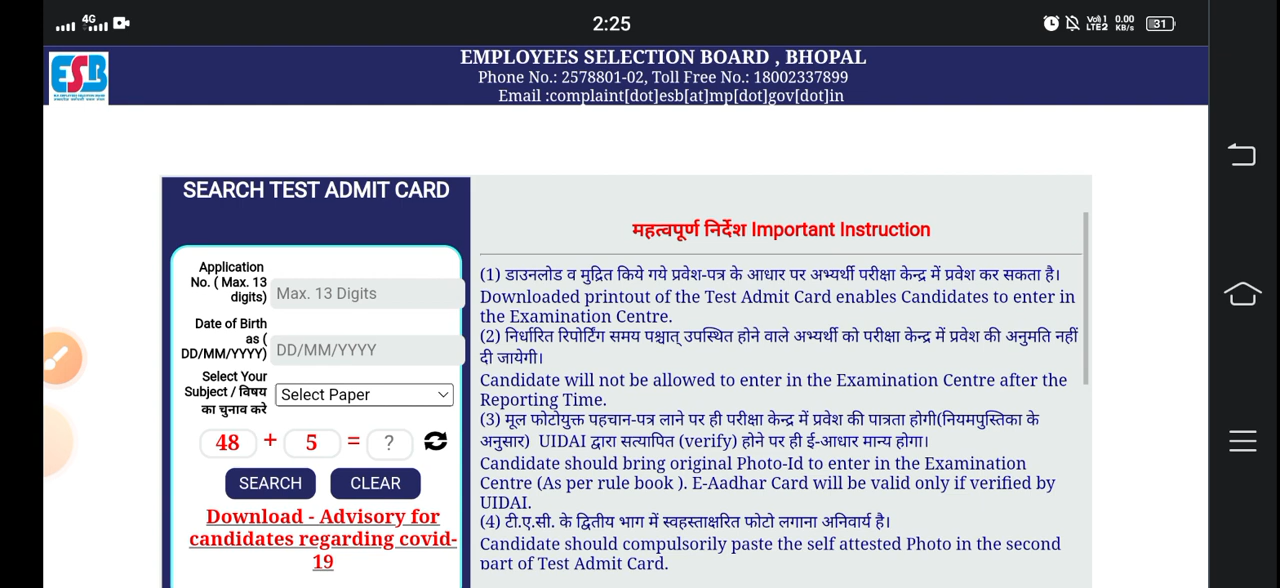 4G
2:25
Vo) 1 LTE2 0.00 KB/s 31
ESB
EMPLOYEES SELECTION BOARD , BHOPAL
Phone No.: 2578801-02, Toll Free No.: 18002337899
Email :complaint[dot]esb[at]mp[dot]gov[dot]in
SEARCH TEST ADMIT CARD
Application
No. ( Max. 13
digits)
Max. 13 Digits
Date of Birth
as (
DD/MM/YYYY)
DD/MM/YYYY
Select Your
Subject / विषय
का चुनाव करे
Select Paper
48 + 5 = ?
SEARCH CLEAR
Download - Advisory for
candidates regarding covid-
19
महत्वपूर्ण निर्देश Important Instruction
(1) डाउनलोड व मुद्रित किये गये प्रवेश-पत्र के आधार पर अभ्यर्थी परीक्षा केन्द्र में प्रवेश कर सकता है।
Downloaded printout of the Test Admit Card enables Candidates to enter in
the Examination Centre.
(2) निर्धारित रिपोर्टिंग समय पश्चात् उपस्थित होने वाले अभ्यर्थी को परीक्षा केन्द्र में प्रवेश की अनुमति नहीं
दी जायेगी।
Candidate will not be allowed to enter in the Examination Centre after the
Reporting Time.
(3) मूल फोटोयुक्त पहचान-पत्र लाने पर ही परीक्षा केन्द्र में प्रवेश की पात्रता होगी(नियमपुस्तिका के
अनुसार) UIDAI द्वारा सत्यापित (verify) होने पर ही ई-आधार मान्य होगा।
Candidate should bring original Photo-Id to enter in the Examination
Centre (As per rule book ). E-Aadhar Card will be valid only if verified by
UIDAI.
(4) टी.ए.सी. के द्वितीय भाग में स्वहस्ताक्षरित फोटो लगाना अनिवार्य है।
Candidate should compulsorily paste the self attested Photo in the second
part of Test Admit Card.